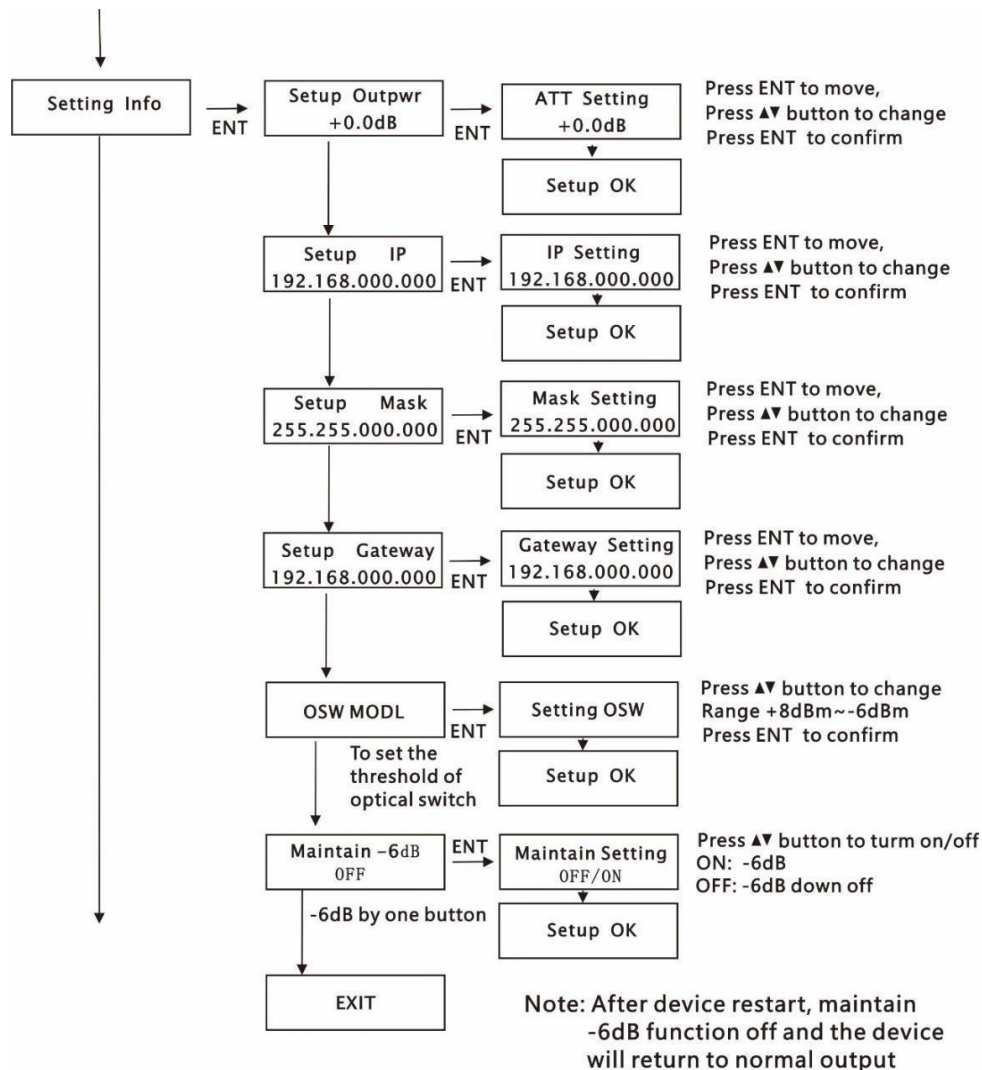 Setting Info
ENT
Setup Outpwr
+0.0dB
ENT
ATT Setting
+0.0dB
Press ENT to move,
Press ▲▼ button to change
Press ENT to confirm
Setup OK
Setup IP
192.168.000.000
ENT
IP Setting
192.168.000.000
Press ENT to move,
Press ▲▼ button to change
Press ENT to confirm
Setup OK
Setup Mask
255.255.000.000
ENT
Mask Setting
255.255.000.000
Press ENT to move,
Press ▲▼ button to change
Press ENT to confirm
Setup OK
Setup Gateway
192.168.000.000
ENT
Gateway Setting
192.168.000.000
Press ENT to move,
Press ▲▼ button to change
Press ENT to confirm
Setup OK
OSW MODL
ENT
Setting OSW
Press ▲▼ button to change
Range +8dBm~-6dBm
Press ENT to confirm
To set the
threshold of
optical switch
Setup OK
Maintain -6dB
OFF
ENT
Maintain Setting
OFF/ON
Press ▲▼ button to turm on/off
ON: -6dB
OFF: -6dB down off
-6dB by one button
Setup OK
EXIT
Note: After device restart, maintain
-6dB function off and the device
will return to normal output